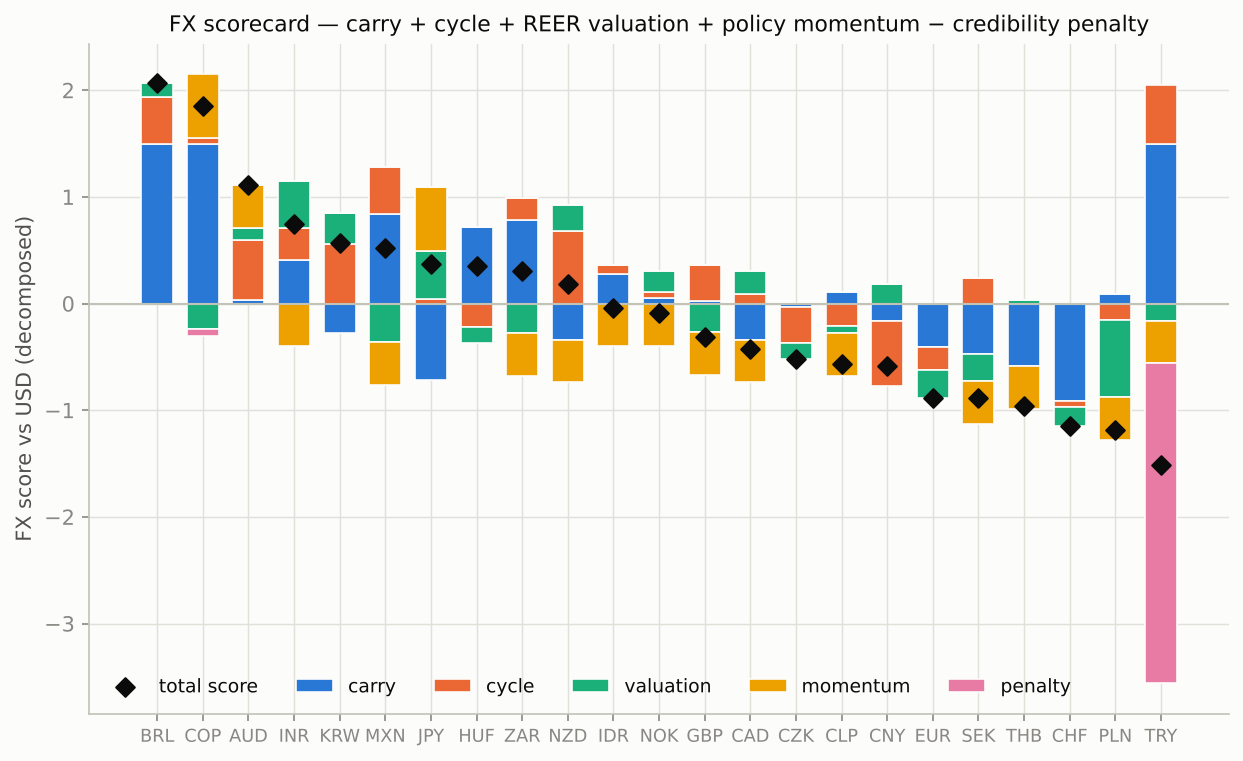 FX scorecard — carry + cycle + REER valuation + policy momentum − credibility penalty
FX score vs USD (decomposed)
2
1
0
−1
−2
−3
total score carry cycle valuation momentum penalty
BRL COP AUD INR KRW MXN JPY HUF ZAR NZD IDR NOK GBP CAD CZK CLP CNY EUR SEK THB CHF PLN TRY